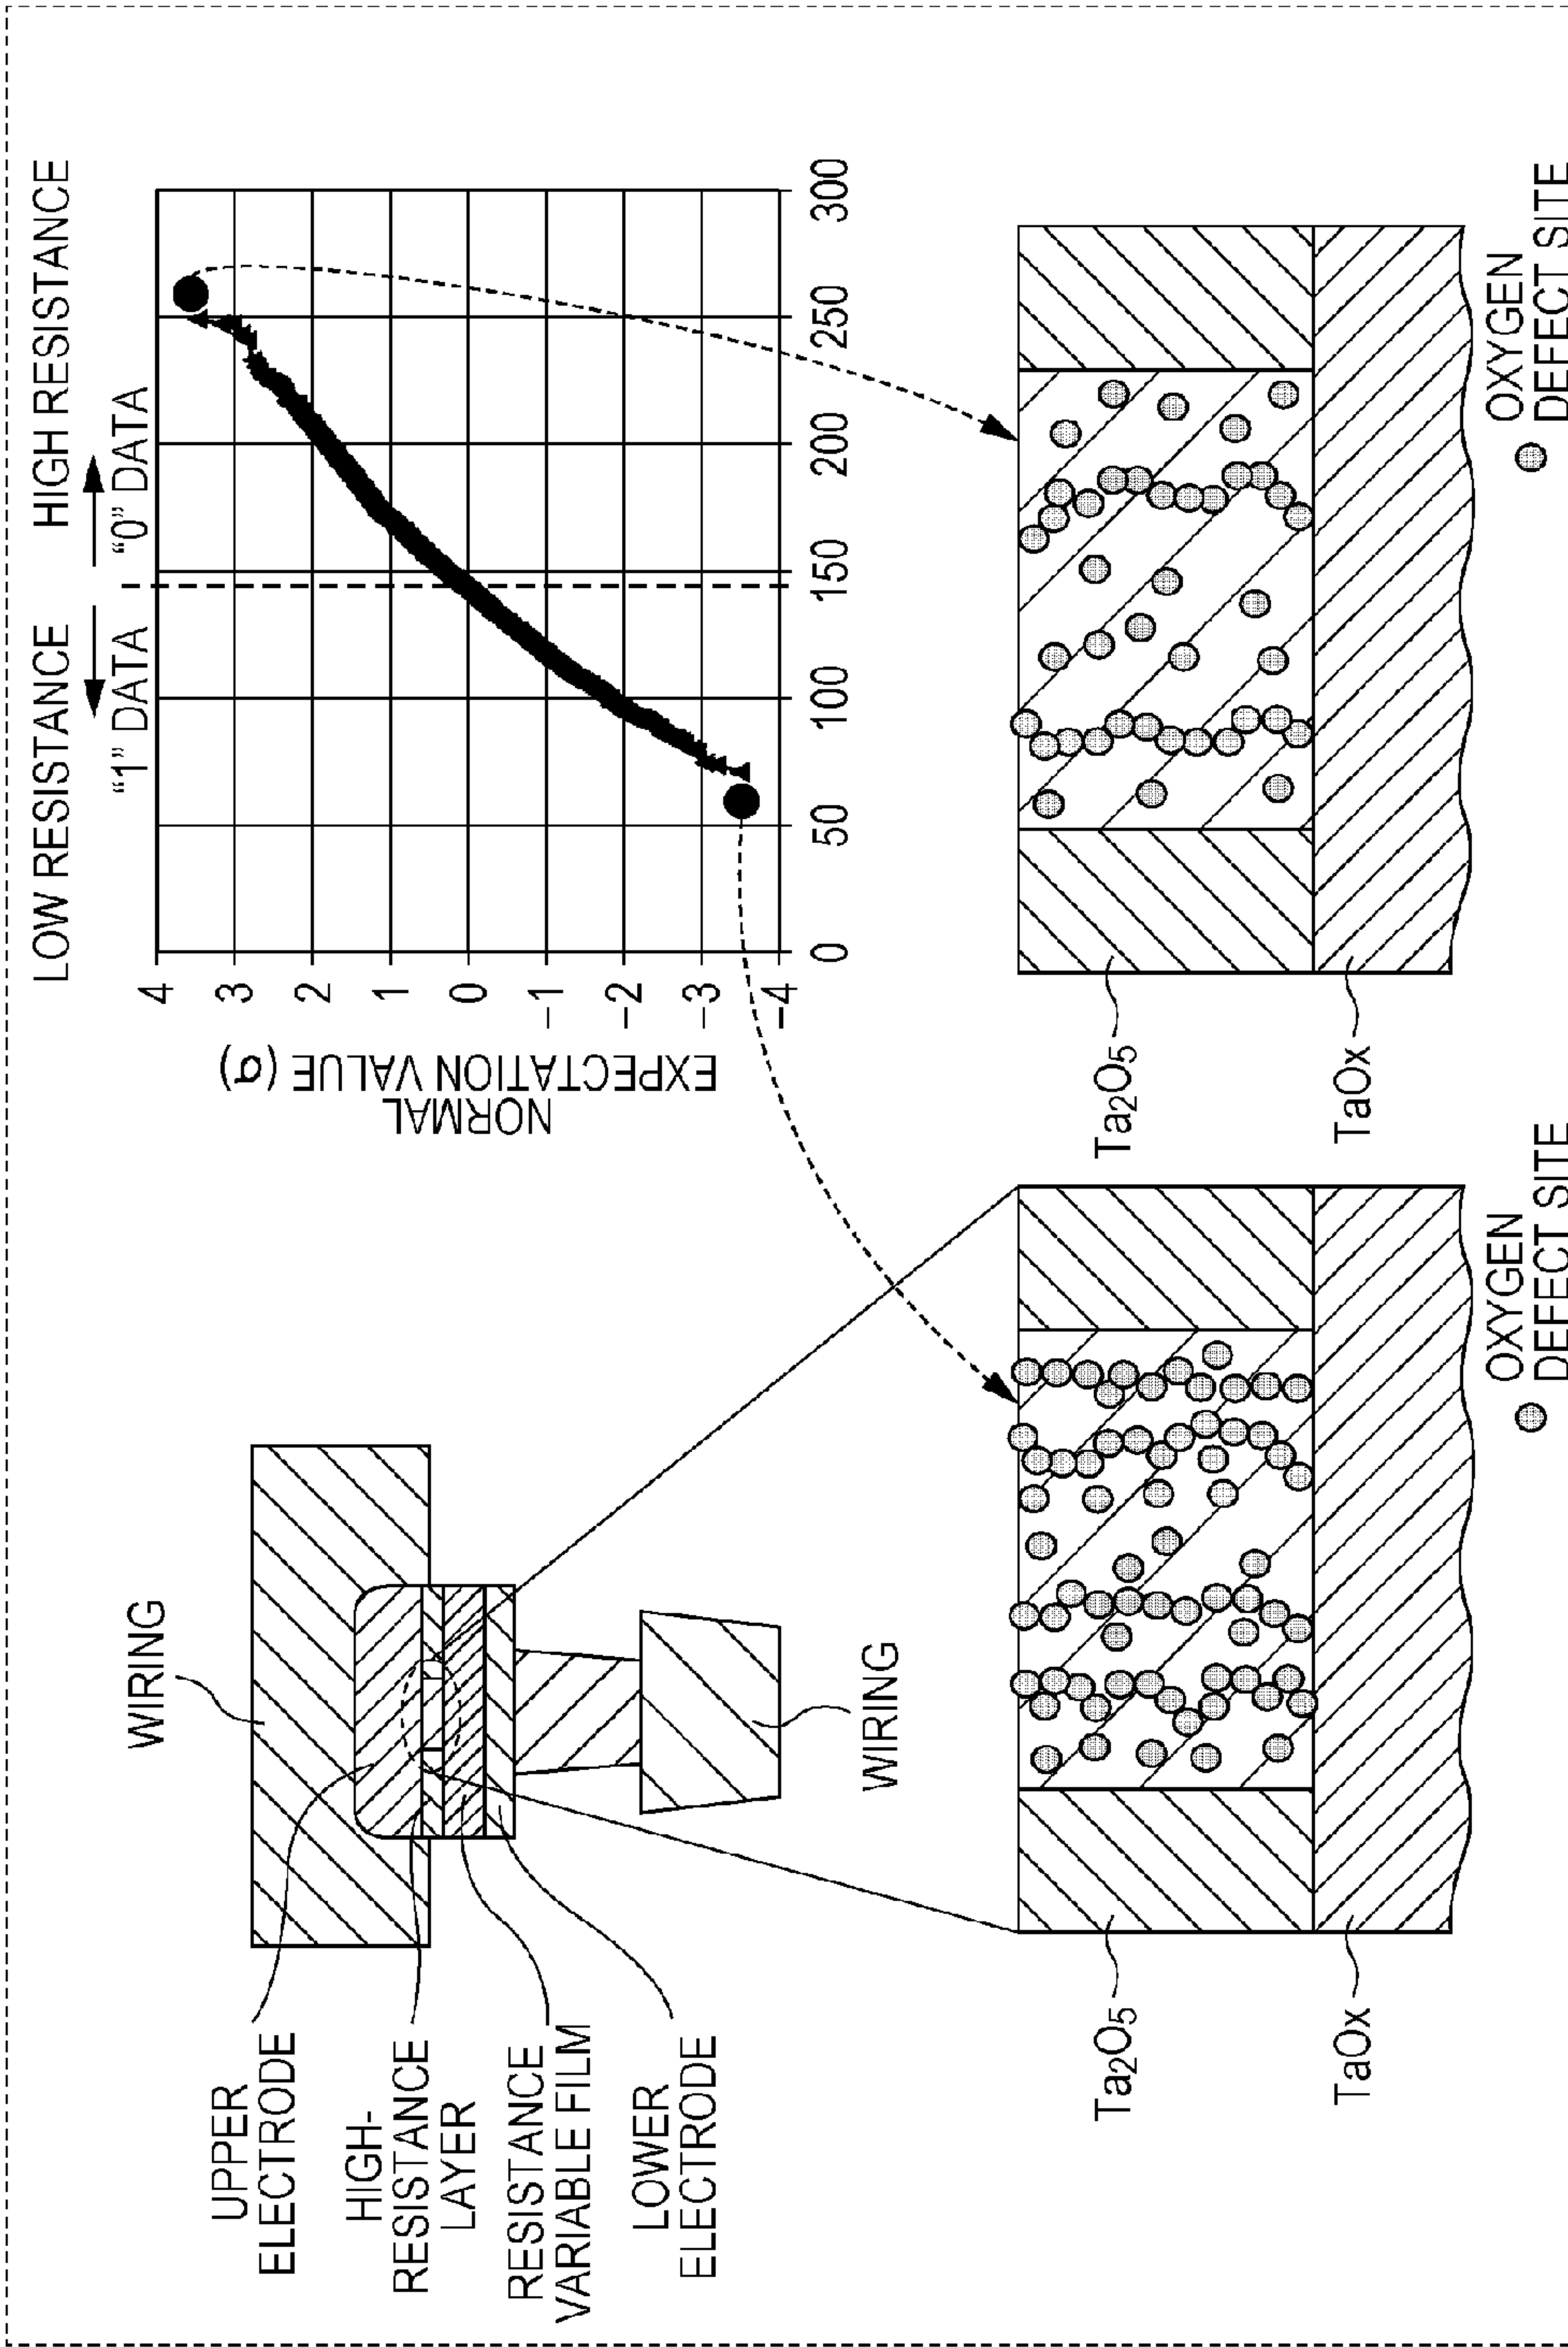 WIRING
UPPER
ELECTRODE
HIGH-
RESISTANCE
LAYER
RESISTANCE
VARIABLE FILM
LOWER
ELECTRODE
WIRING
LOW RESISTANCE
HIGH RESISTANCE
"1" DATA
"0" DATA
NORMAL
EXPECTATION VALUE (σ)
4
3
2
1
0
-1
-2
-3
-4
0
50
100
150
200
250
300
Ta2O5
TaOx
OXYGEN
DEFECT SITE
Ta2O5
TaOx
OXYGEN
DEFECT SITE